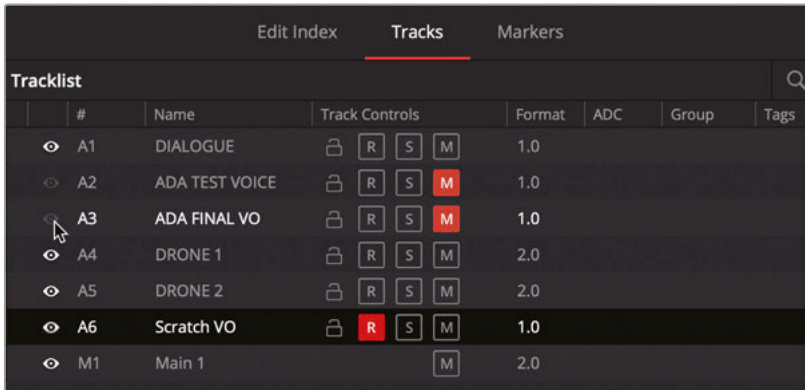 Edit Index Tracks Markers
Tracklist
# Name Track Controls Format ADC Group Tags
A1 DIALOGUE R S M 1.0
A2 ADA TEST VOICE R S M 1.0
A3 ADA FINAL VO R S M 1.0
A4 DRONE 1 R S M 2.0
A5 DRONE 2 R S M 2.0
A6 Scratch VO R S M 1.0
M1 Main 1 M 2.0